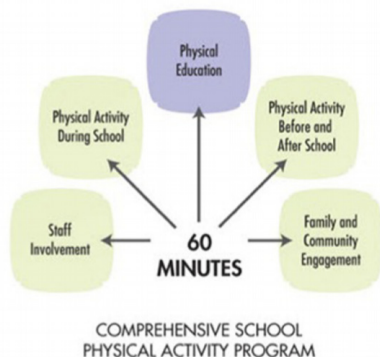 Physical
Education
Physical Activity
During School
Physical Activity
Before and
After School
Staff
Involvement
60
MINUTES
Family and
Community
Engagement
COMPREHENSIVE SCHOOL
PHYSICAL ACTIVITY PROGRAM